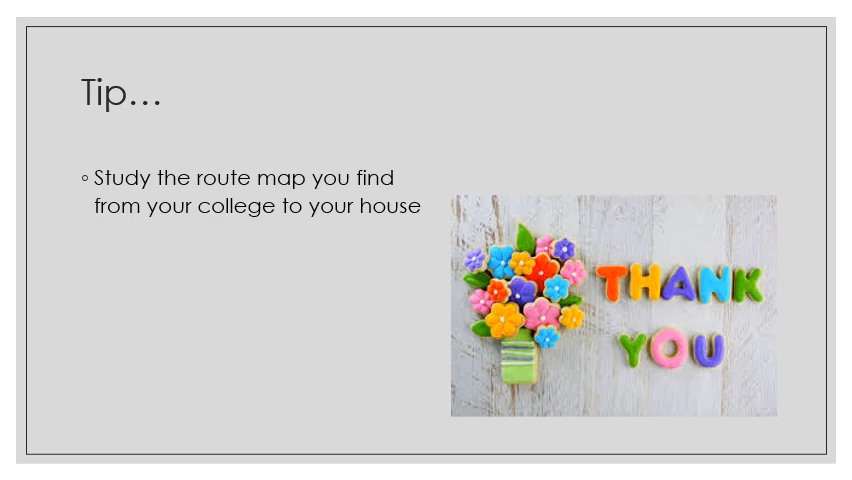 Tip…
◦ Study the route map you find
from your college to your house
THANK
YOU